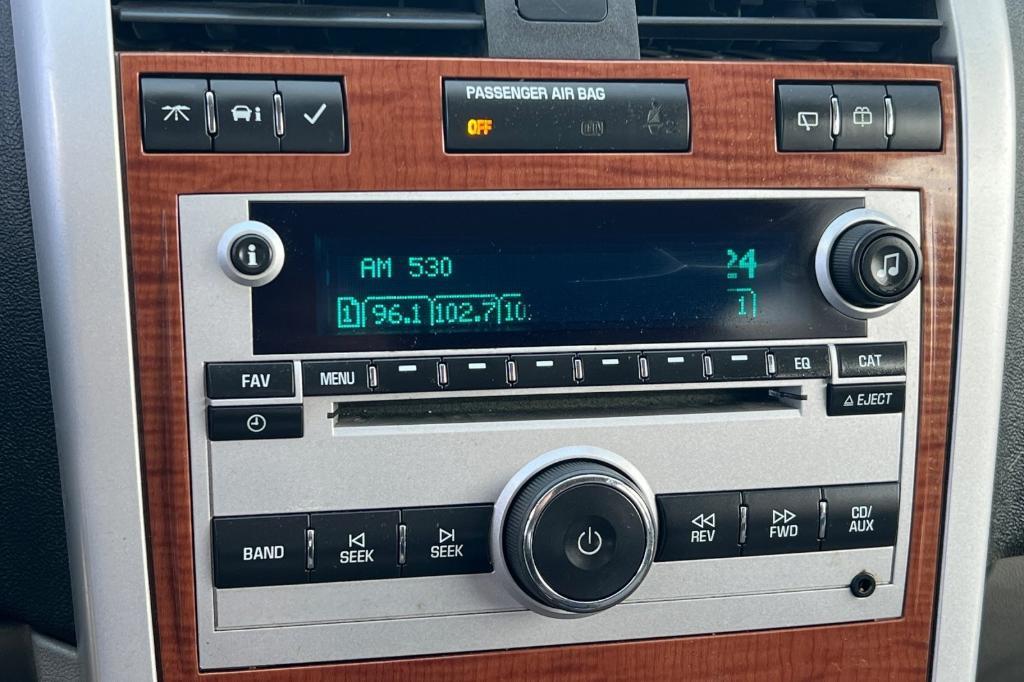 PASSENGER AIR BAG
OFF
ON
AM 530
24
1 96.1 102.7 10
1
FAV
MENU
EQ
CAT
EJECT
BAND
SEEK
SEEK
REV
FWD
CD/
AUX